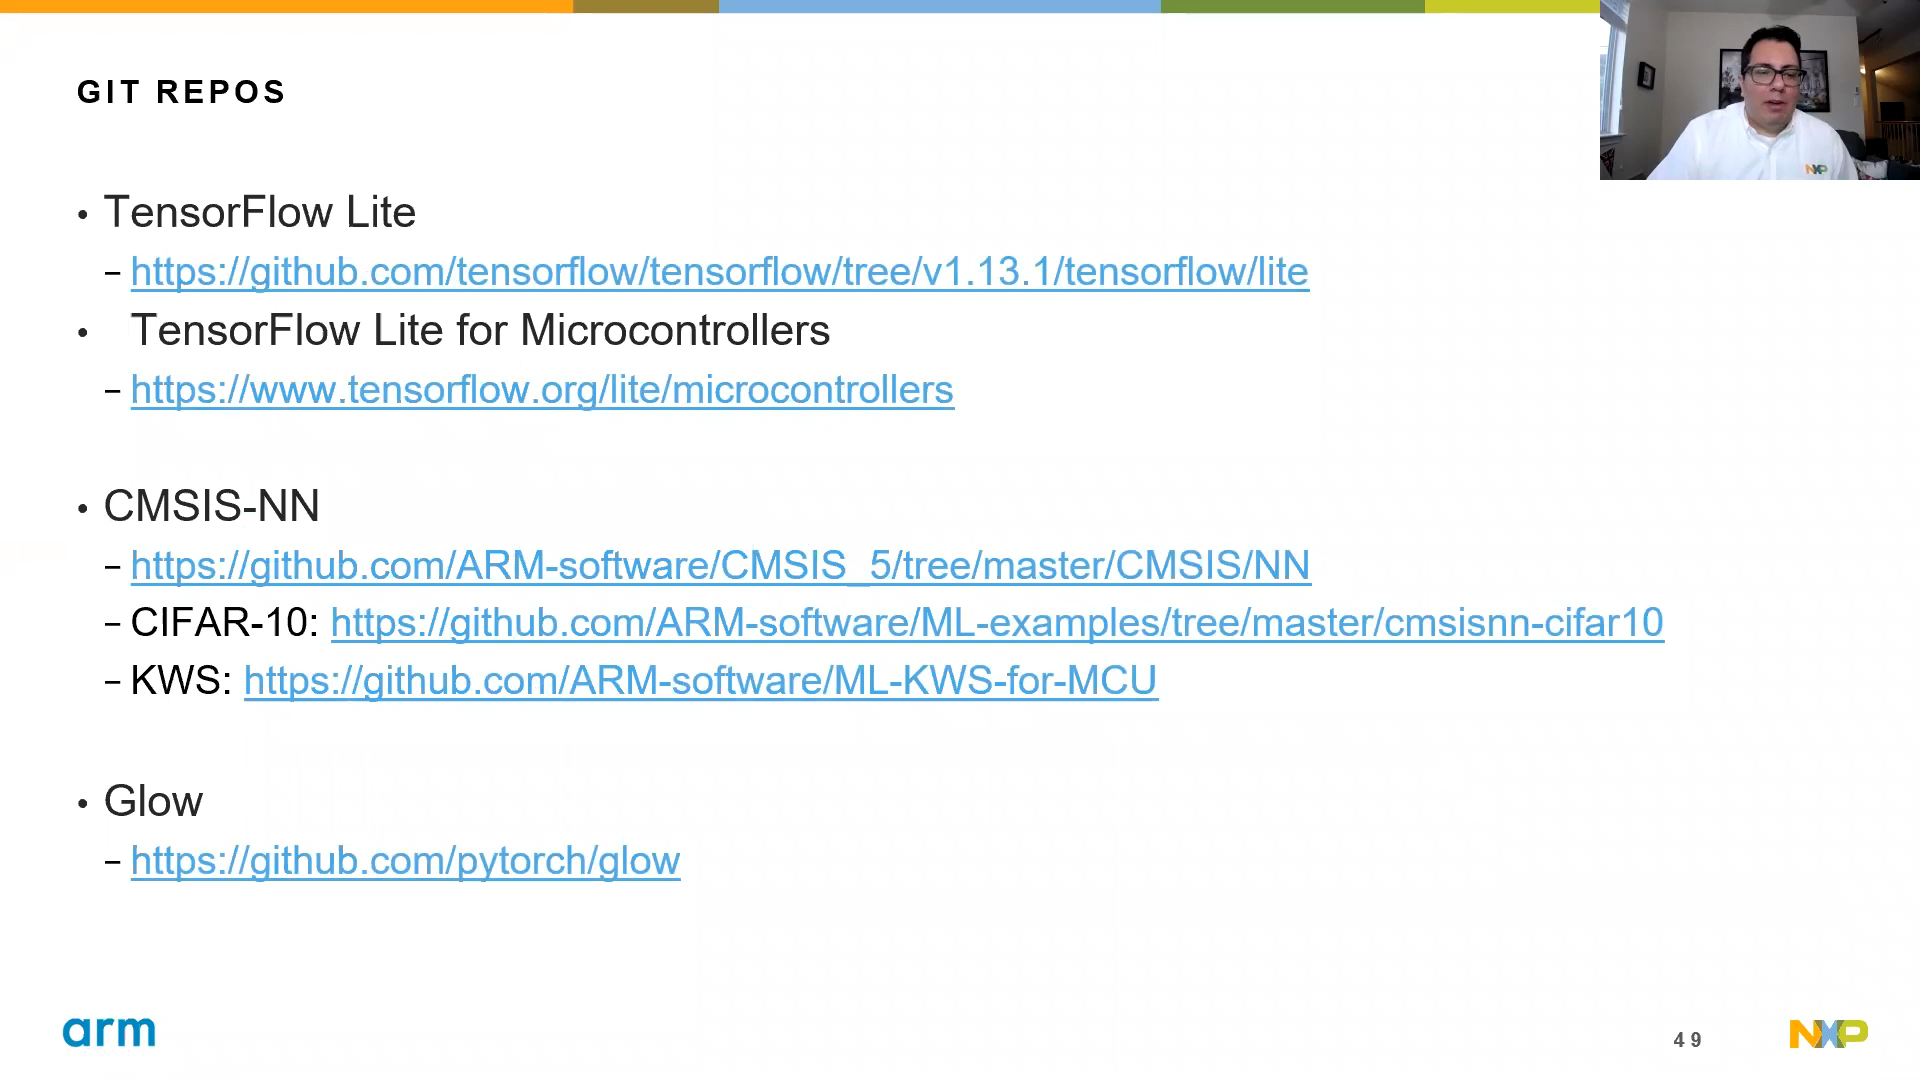 GIT REPOS
NXP
• TensorFlow Lite
– https://github.com/tensorflow/tensorflow/tree/v1.13.1/tensorflow/lite
• TensorFlow Lite for Microcontrollers
– https://www.tensorflow.org/lite/microcontrollers
• CMSIS-NN
– https://github.com/ARM-software/CMSIS_5/tree/master/CMSIS/NN
– CIFAR-10: https://github.com/ARM-software/ML-examples/tree/master/cmsisnn-cifar10
– KWS: https://github.com/ARM-software/ML-KWS-for-MCU
• Glow
– https://github.com/pytorch/glow
arm
49
NXP